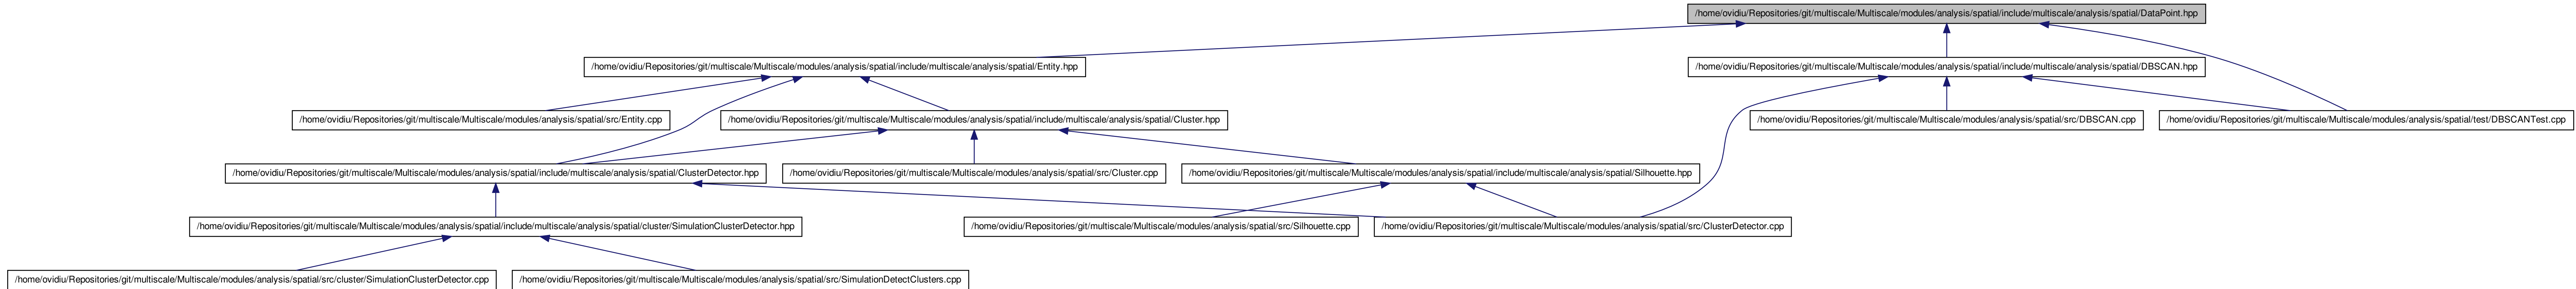 /home/ovidiu/Repositories/git/multiscale/Multiscale/modules/analysis/spatial/include/multiscale/analysis/spatial/DataPoint.hpp
/home/ovidiu/Repositories/git/multiscale/Multiscale/modules/analysis/spatial/include/multiscale/analysis/spatial/Entity.hpp
/home/ovidiu/Repositories/git/multiscale/Multiscale/modules/analysis/spatial/include/multiscale/analysis/spatial/DBSCAN.hpp
/home/ovidiu/Repositories/git/multiscale/Multiscale/modules/analysis/spatial/src/Entity.cpp
/home/ovidiu/Repositories/git/multiscale/Multiscale/modules/analysis/spatial/include/multiscale/analysis/spatial/Cluster.hpp
/home/ovidiu/Repositories/git/multiscale/Multiscale/modules/analysis/spatial/src/DBSCAN.cpp
/home/ovidiu/Repositories/git/multiscale/Multiscale/modules/analysis/spatial/test/DBSCANTest.cpp
/home/ovidiu/Repositories/git/multiscale/Multiscale/modules/analysis/spatial/include/multiscale/analysis/spatial/ClusterDetector.hpp
/home/ovidiu/Repositories/git/multiscale/Multiscale/modules/analysis/spatial/src/Cluster.cpp
/home/ovidiu/Repositories/git/multiscale/Multiscale/modules/analysis/spatial/include/multiscale/analysis/spatial/Silhouette.hpp
/home/ovidiu/Repositories/git/multiscale/Multiscale/modules/analysis/spatial/include/multiscale/analysis/spatial/cluster/SimulationClusterDetector.hpp
/home/ovidiu/Repositories/git/multiscale/Multiscale/modules/analysis/spatial/src/Silhouette.cpp
/home/ovidiu/Repositories/git/multiscale/Multiscale/modules/analysis/spatial/src/ClusterDetector.cpp
/home/ovidiu/Repositories/git/multiscale/Multiscale/modules/analysis/spatial/src/cluster/SimulationClusterDetector.cpp
/home/ovidiu/Repositories/git/multiscale/Multiscale/modules/analysis/spatial/src/SimulationDetectClusters.cpp